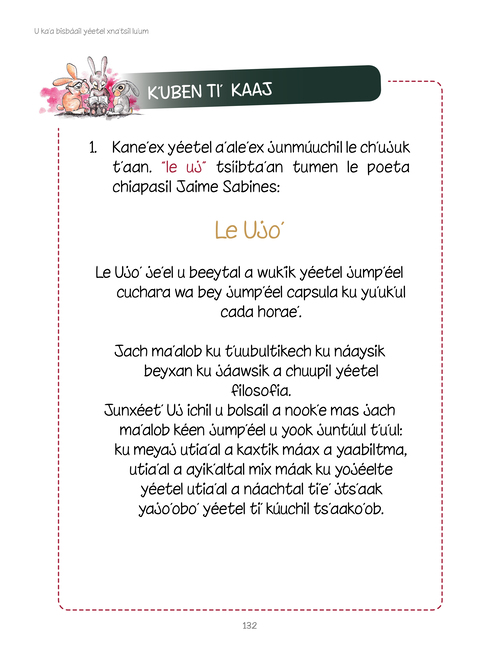 U ka'a bisbáail yéetel xna'tsil lu'um
K'UBEN TI' KAAJ
1. Kane'ex yéetel a'ale'ex junmúuchil le ch'ujuk
t'aan. "le uj" tsíibta'an tumen le poeta
chiapasil Jaime Sabines:
Le Ujo'
Le Ujo' je'el u beeytal a wuk'ik yéetel jump'éel
cuchara wa bey jump'éel capsula ku yu'uk'ul
cada horae'.
Jach ma'alob ku t'uubultikech ku náaysik
beyxan ku jáawsik a chuupil yéetel
filosofía.
Junxéet' Uj ichil u bolsail a nook'e mas jach
ma'alob kéen jump'éel u yook juntúul t'u'ul:
ku meyaj utia'al a kaxtik máax a yaabiltma,
utia'al a ayik'altal mix máak ku yojéelte
yéetel utia'al a náachtal ti'e' jts'aak
yajo'obo' yéetel ti' kúuchil ts'aako'ob.
132